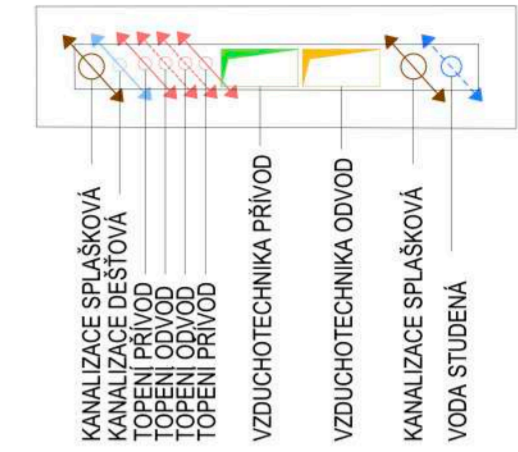 KANALIZACE SPLAŠKOVÁ
KANALIZACE DEŠŤOVÁ
TOPENÍ PŘÍVOD
TOPENÍ ODVOD
TOPENÍ ODVOD
TOPENÍ PŘÍVOD
VZDUCHOTECHNIKA PŘÍVOD
VZDUCHOTECHNIKA ODVOD
KANALIZACE SPLAŠKOVÁ
VODA STUDENÁ